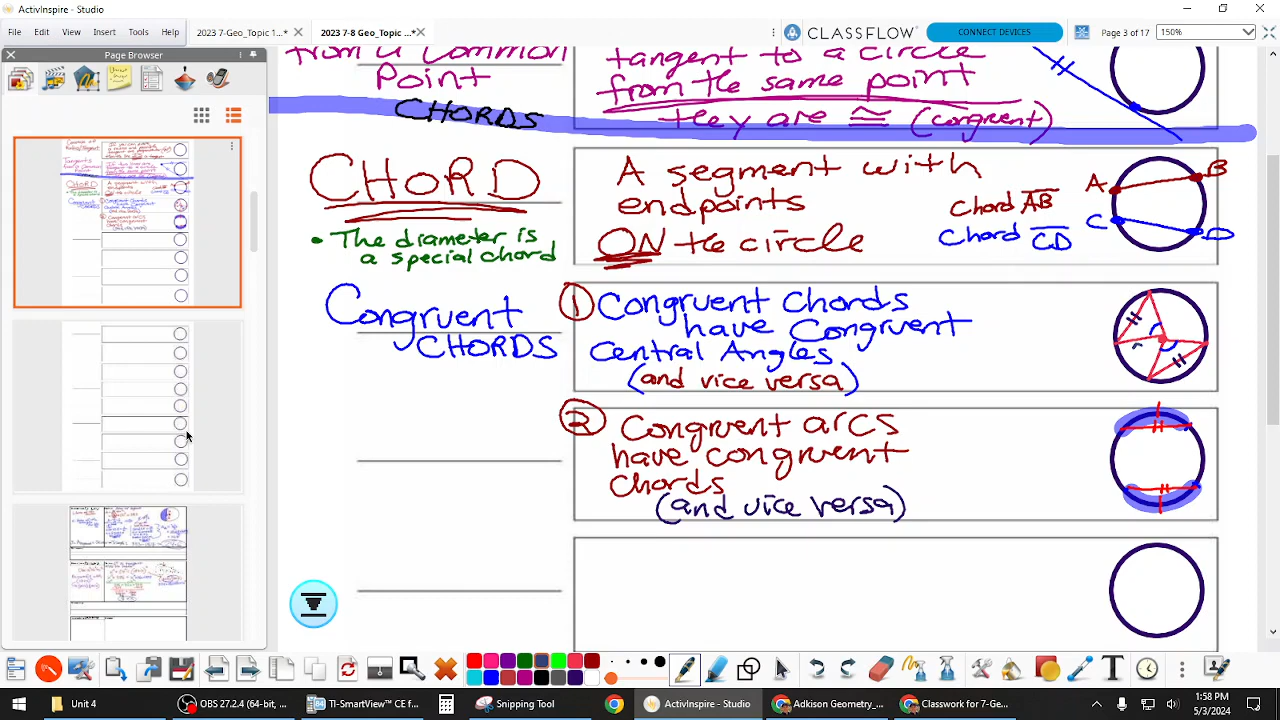 ActivInspire - Studio
File Edit View Insert Tools Help
2023 7-Geo_Topic 1...*
2023 7-8 Geo_Topic ...*
CLASSFLOW
CONNECT DEVICES
Page 3 of 17
150%
Page Browser
from a Common
Point
tangent to a circle
from the same point
they are ≅ (congruent)
CHORDS
CHORD
• The diameter is
a special chord
A segment with
endpoints
ON the circle
Chord AB
Chord CD
A
B
C
D
Congruent
CHORDS
① Congruent Chords
have Congruent
Central Angles
(and vice versa)
r
r
② Congruent arcs
have congruent
chords
(and vice versa)
Unit 4
OBS 27.2.4 (64-bit, ...
TI-SmartView™ CE f...
Snipping Tool
ActivInspire - Studio
Adkison Geometry_...
Classwork for 7-Ge...
1:58 PM
5/3/2024